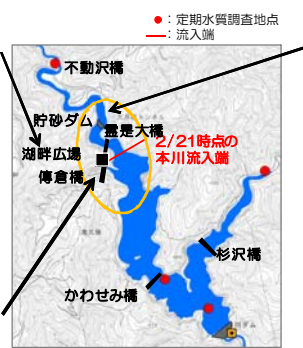 ●：定期水質調査地点
―：流入端
不動沢橋
貯砂ダム
霊是大橋
2/21時点の
本川流入端
湖畔広場
傳倉橋
杉沢橋
かわせみ橋